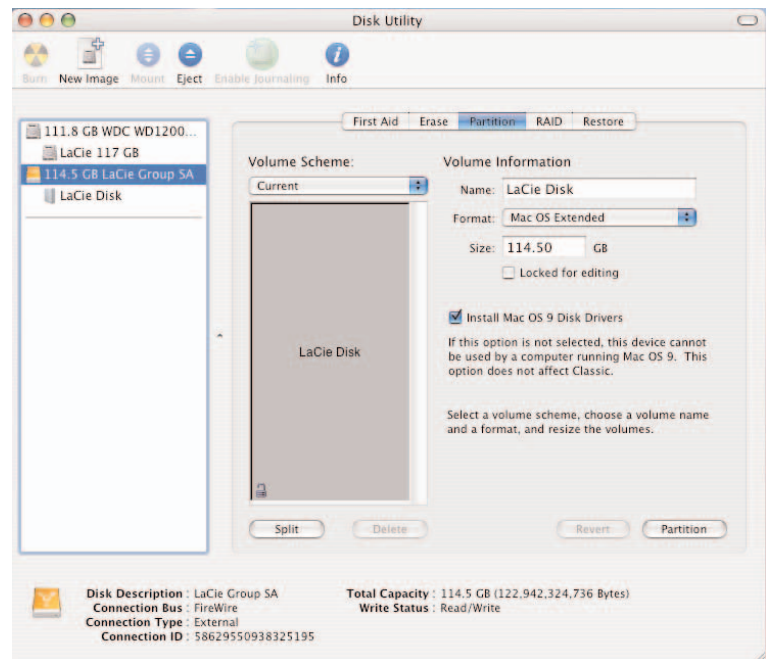 Disk Utility
Burn New Image Mount Eject Enable Journaling Info
First Aid Erase Partition RAID Restore
111.8 GB WDC WD1200...
LaCie 117 GB
114.5 GB LaCie Group SA
LaCie Disk
Volume Scheme:
Current
LaCie Disk
Split Delete
Volume Information
Name: LaCie Disk
Format: Mac OS Extended
Size: 114.50 GB
Locked for editing
Install Mac OS 9 Disk Drivers
If this option is not selected, this device cannot
be used by a computer running Mac OS 9. This
option does not affect Classic.
Select a volume scheme, choose a volume name
and a format, and resize the volumes.
Revert Partition
Disk Description : LaCie Group SA
Connection Bus : FireWire
Connection Type : External
Connection ID : 58629550938325195
Total Capacity : 114.5 GB (122,942,324,736 Bytes)
Write Status : Read/Write